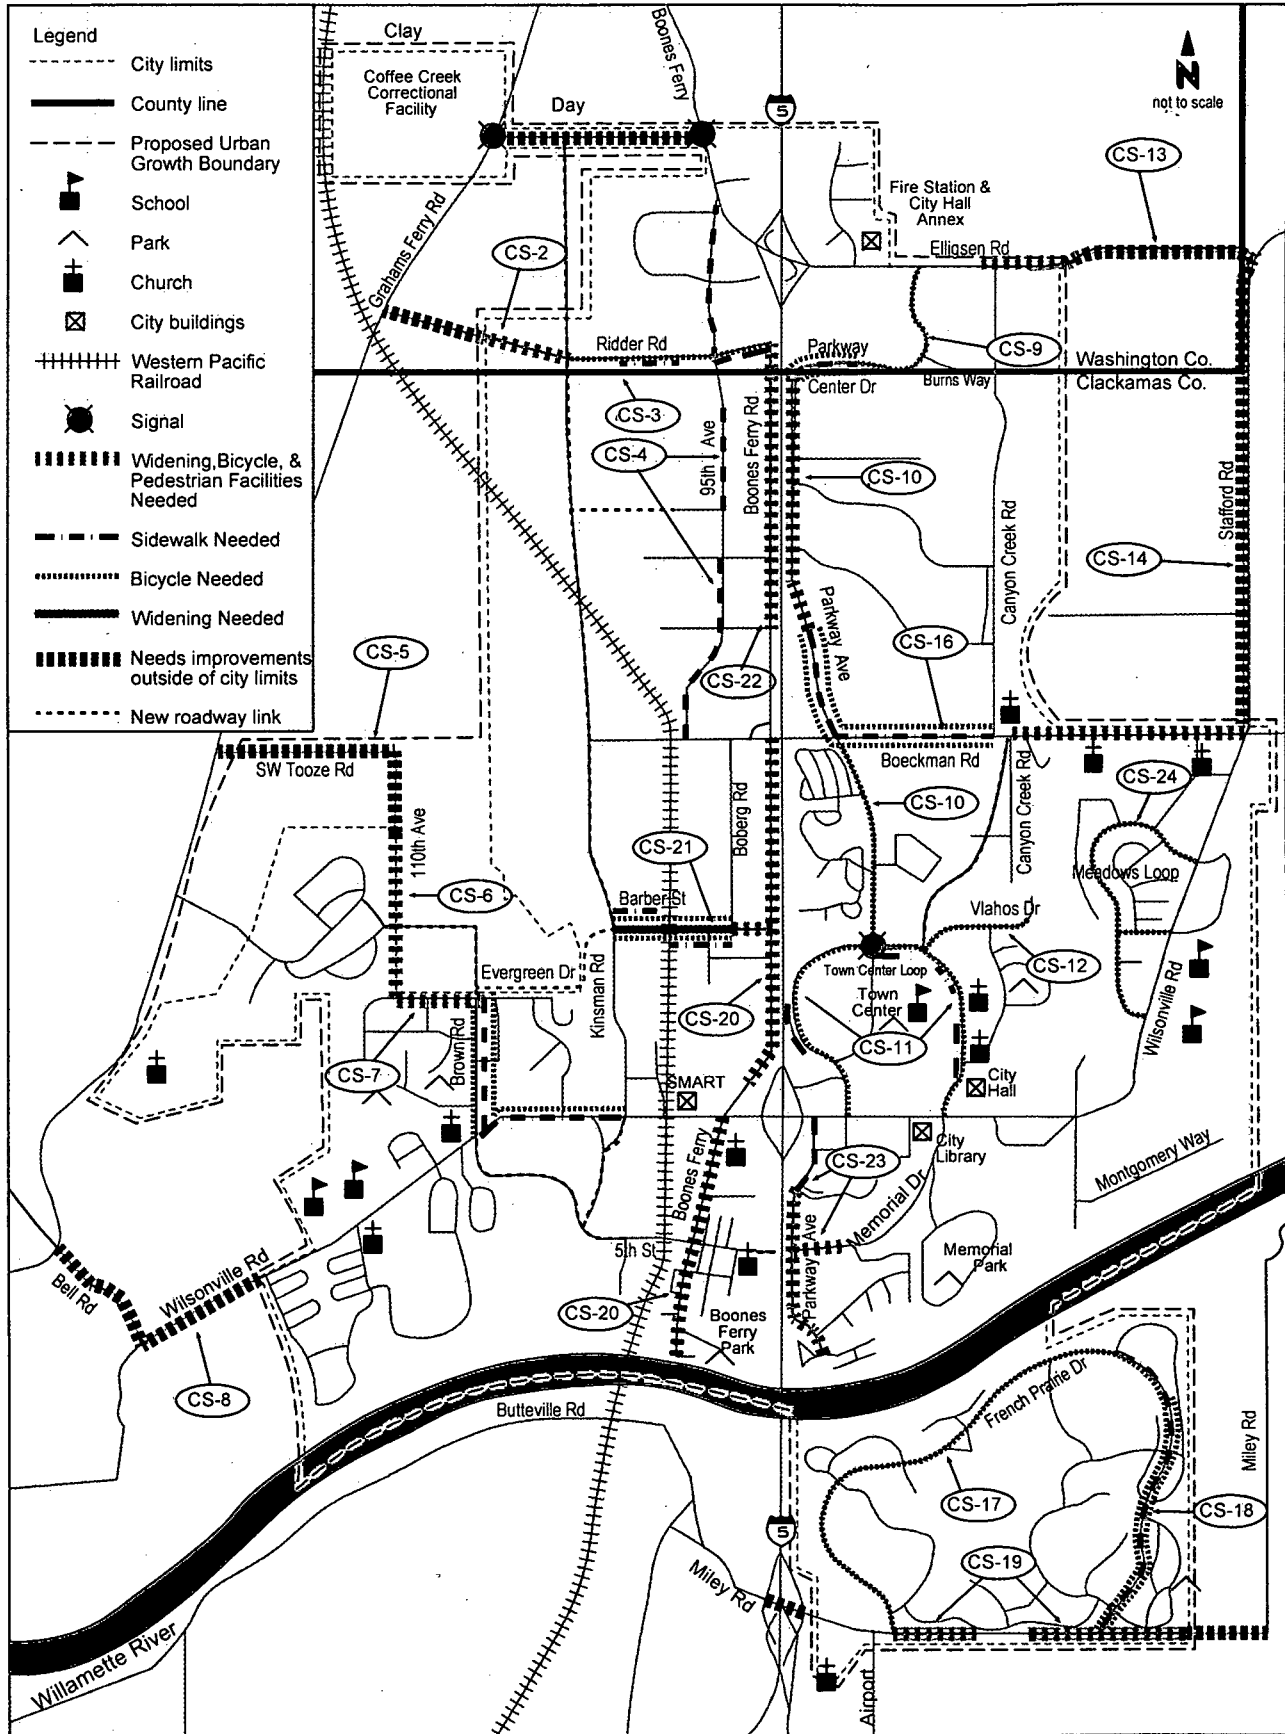 Legend
City limits
County line
Proposed Urban
Growth Boundary
School
Park
Church
City buildings
Western Pacific
Railroad
Signal
Widening,Bicycle, &
Pedestrian Facilities
Needed
Sidewalk Needed
Bicycle Needed
Widening Needed
Needs improvements
outside of city limits
New roadway link
Clay
Coffee Creek
Correctional
Facility
Boones Ferry
Day
5
N
not to scale
CS-13
Fire Station &
City Hall
Annex
Elligsen Rd
Grahams Ferry Rd
CS-2
Ridder Rd
Parkway
Center Dr
CS-9
Burns Way
Washington Co.
Clackamas Co.
CS-3
CS-4
95th Ave
Boones Ferry Rd
CS-10
Canyon Creek Rd
Stafford Rd
CS-14
Parkway Ave
CS-16
CS-5
CS-22
SW Tooze Rd
Boeckman Rd
CS-24
110th Ave
Boberg Rd
CS-10
Canyon Creek Rd
CS-21
Meadows Loop
CS-6
Barber St
Vlahos Dr
Evergreen Dr
Town Center Loop
CS-12
Kinsman Rd
Town
Center
Wilsonville Rd
CS-20
CS-11
Brown Rd
CS-7
SMART
City
Hall
City
Library
Boones Ferry
CS-23
Memorial Dr
Montgomery Way
5th St
Parkway Ave
Memorial
Park
Bell Rd
Wilsonville Rd
CS-20
Boones
Ferry
Park
CS-8
French Prairie Dr
Butteville Rd
Miley Rd
CS-17
CS-18
5
CS-19
Miley Rd
Willamette River
Airport